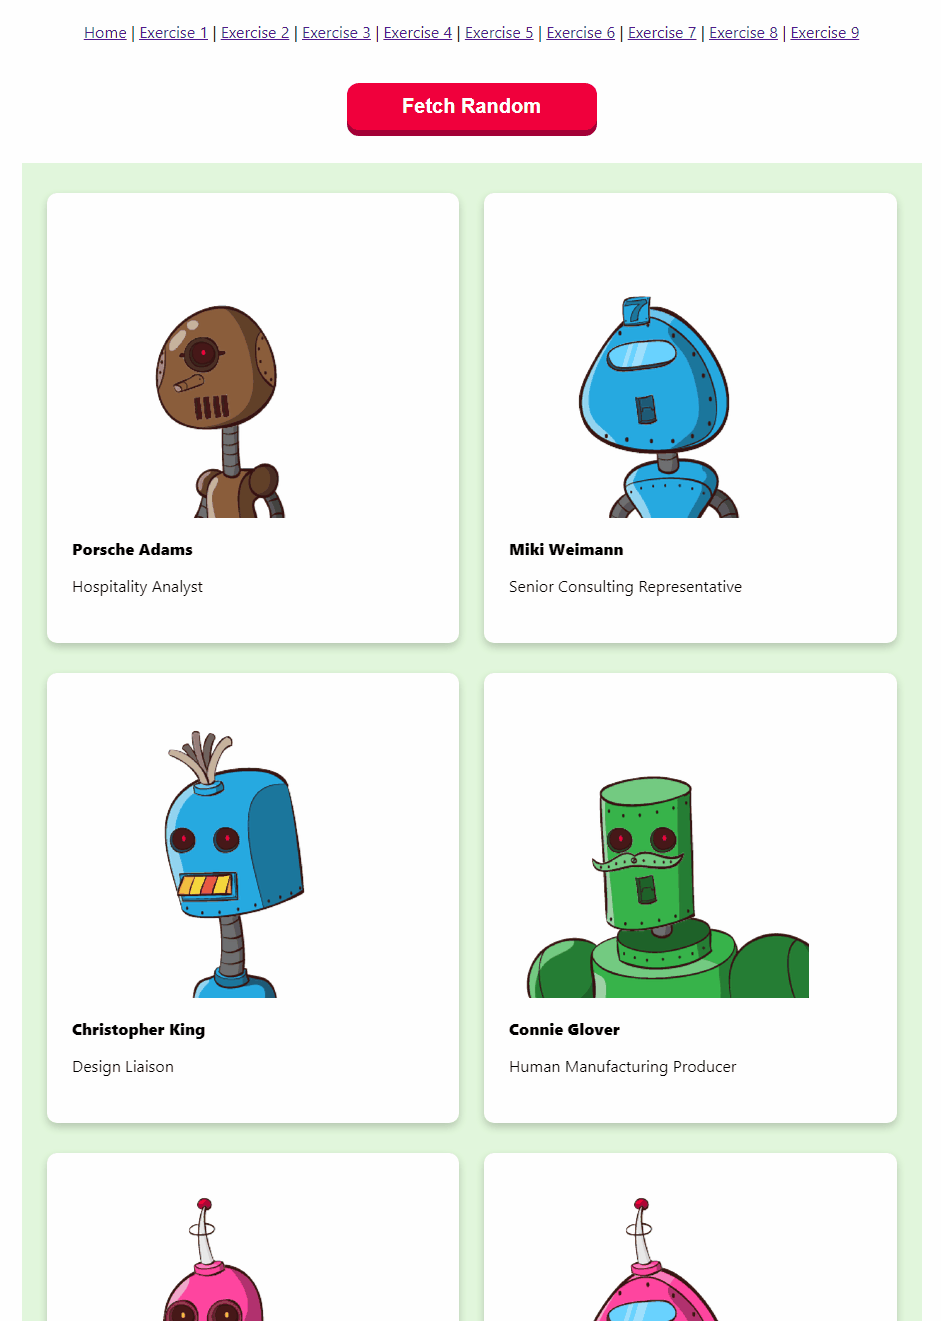 Home | Exercise 1 | Exercise 2 | Exercise 3 | Exercise 4 | Exercise 5 | Exercise 6 | Exercise 7 | Exercise 8 | Exercise 9
Fetch Random
7
Porsche Adams
Hospitality Analyst
Miki Weimann
Senior Consulting Representative
Christopher King
Design Liaison
Connie Glover
Human Manufacturing Producer